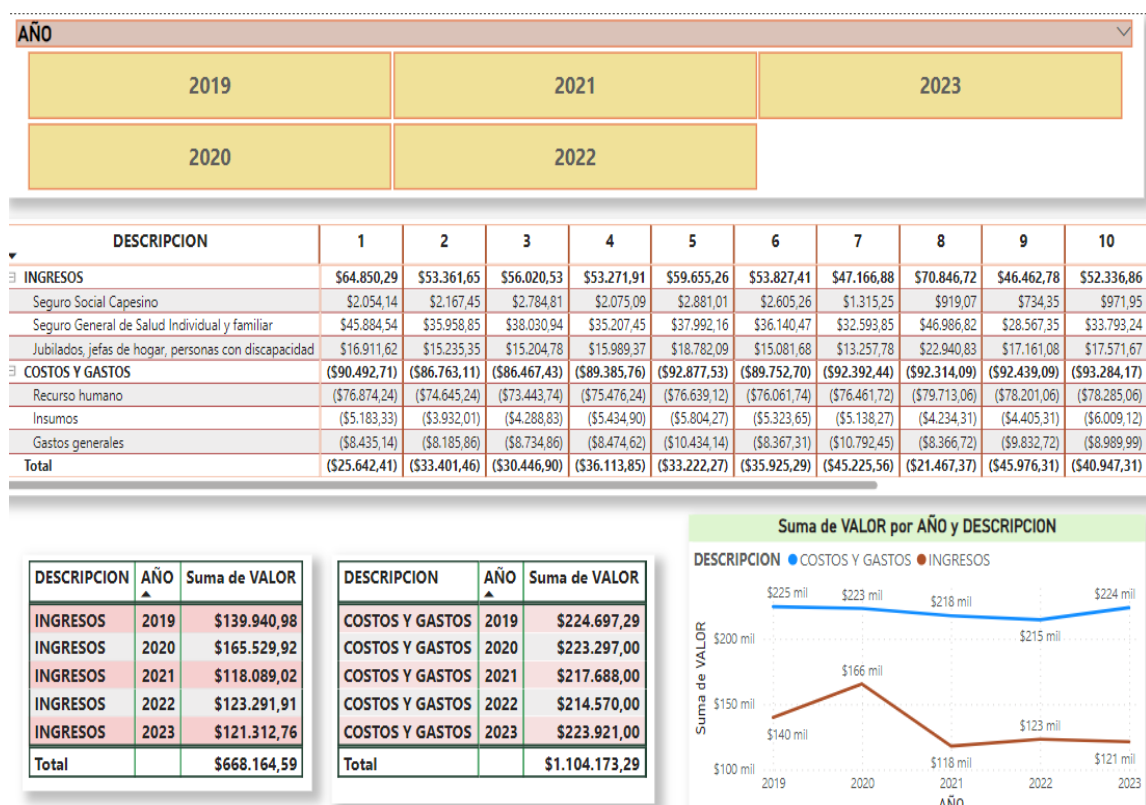 AÑO
2019 2021 2023
2020 2022
DESCRIPCION 1 2 3 4 5 6 7 8 9 10
INGRESOS $64.850,29 $53.361,65 $56.020,53 $53.271,91 $59.655,26 $53.827,41 $47.166,88 $70.846,72 $46.462,78 $52.336,86
Seguro Social Capesino $2.054,14 $2.167,45 $2.784,81 $2.075,09 $2.881,01 $2.605,26 $1.315,25 $919,07 $734,35 $971,95
Seguro General de Salud Individual y familiar $45.884,54 $35.958,85 $38.030,94 $35.207,45 $37.992,16 $36.140,47 $32.593,85 $46.986,82 $28.567,35 $33.793,24
Jubilados, jefas de hogar, personas con discapacidad $16.911,62 $15.235,35 $15.204,78 $15.989,37 $18.782,09 $15.081,68 $13.257,78 $22.940,83 $17.161,08 $17.571,67
COSTOS Y GASTOS ($90.492,71) ($86.763,11) ($86.467,43) ($89.385,76) ($92.877,53) ($89.752,70) ($92.392,44) ($92.314,09) ($92.439,09) ($93.284,17)
Recurso humano ($76.874,24) ($74.645,24) ($73.443,74) ($75.476,24) ($76.639,12) ($76.061,74) ($76.461,72) ($79.713,06) ($78.201,06) ($78.285,06)
Insumos ($5.183,33) ($3.932,01) ($4.288,83) ($5.434,90) ($5.804,27) ($5.323,65) ($5.138,27) ($4.234,31) ($4.405,31) ($6.009,12)
Gastos generales ($8.435,14) ($8.185,86) ($8.734,86) ($8.474,62) ($10.434,14) ($8.367,31) ($10.792,45) ($8.366,72) ($9.832,72) ($8.989,99)
Total ($25.642,41) ($33.401,46) ($30.446,90) ($36.113,85) ($33.222,27) ($35.925,29) ($45.225,56) ($21.467,37) ($45.976,31) ($40.947,31)
DESCRIPCION AÑO Suma de VALOR
INGRESOS 2019 $139.940,98
INGRESOS 2020 $165.529,92
INGRESOS 2021 $118.089,02
INGRESOS 2022 $123.291,91
INGRESOS 2023 $121.312,76
Total $668.164,59
DESCRIPCION AÑO Suma de VALOR
COSTOS Y GASTOS 2019 $224.697,29
COSTOS Y GASTOS 2020 $223.297,00
COSTOS Y GASTOS 2021 $217.688,00
COSTOS Y GASTOS 2022 $214.570,00
COSTOS Y GASTOS 2023 $223.921,00
Total $1.104.173,29
Suma de VALOR por AÑO y DESCRIPCION
DESCRIPCION COSTOS Y GASTOS INGRESOS
$225 mil $223 mil $218 mil $215 mil $224 mil
$200 mil
$166 mil
$150 mil
$140 mil $118 mil $123 mil $121 mil
$100 mil
Suma de VALOR
2019 2020 2021 2022 2023
AÑO